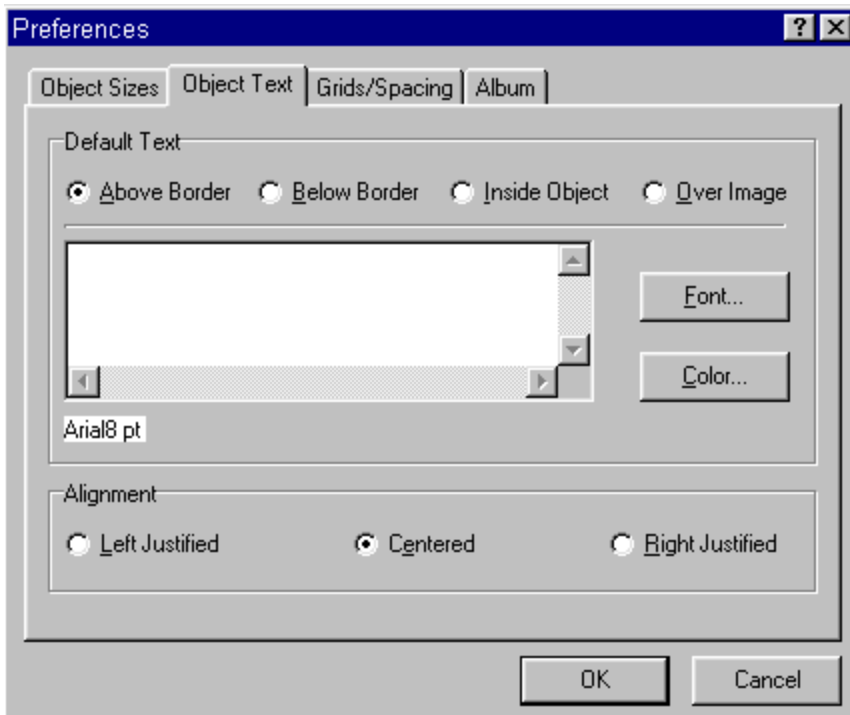 Preferences
Object Sizes Object Text Grids/Spacing Album
Default Text
Above Border Below Border Inside Object Over Image
Font...
Color...
Arial8 pt
Alignment
Left Justified Centered Right Justified
OK Cancel